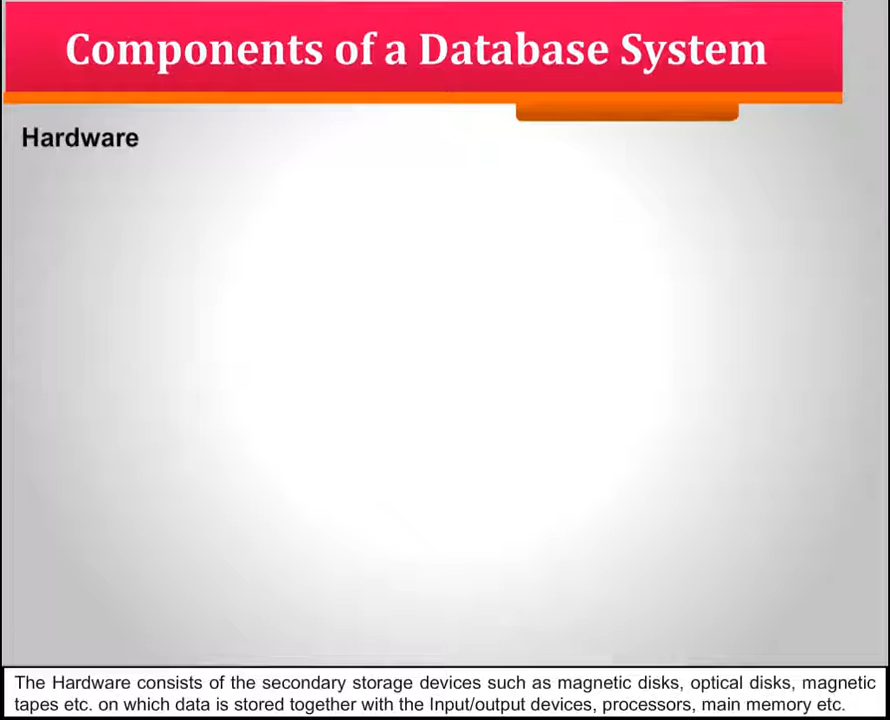 Components of a Database System
Hardware
The Hardware consists of the secondary storage devices such as magnetic disks, optical disks, magnetic
tapes etc. on which data is stored together with the Input/output devices, processors, main memory etc.